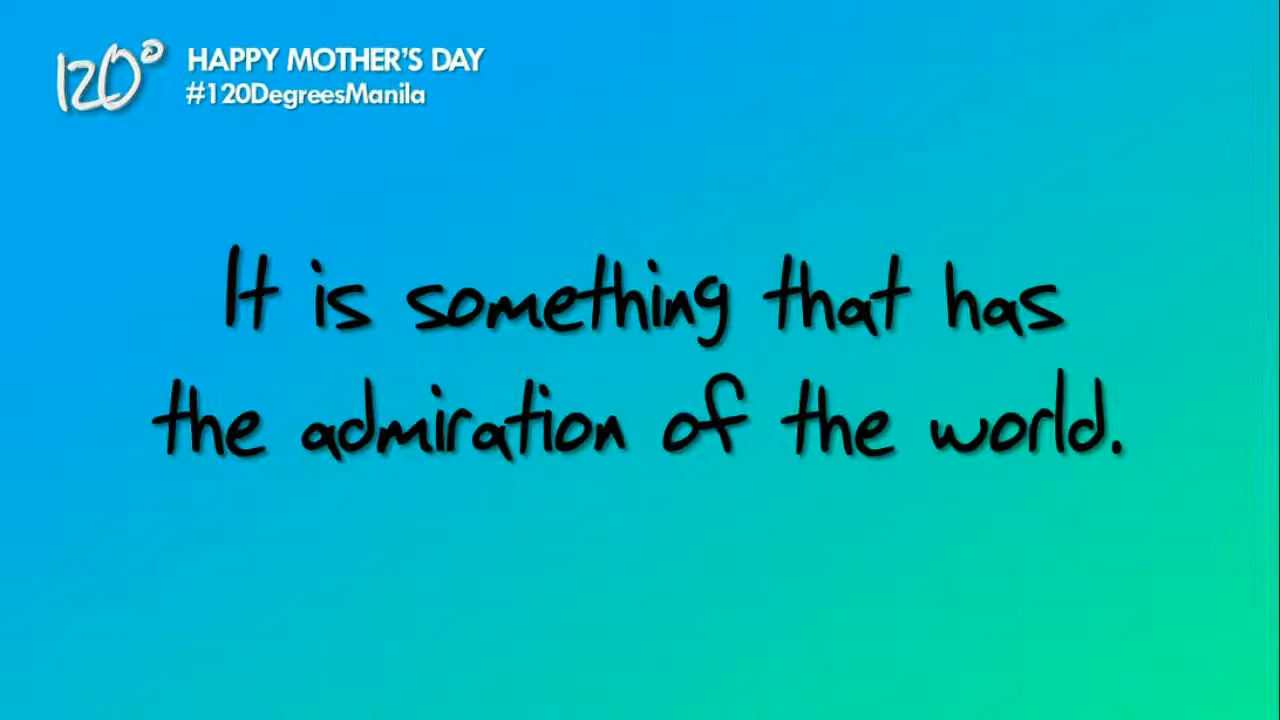 120°
HAPPY MOTHER'S DAY
#120DegreesManila
It is something that has
the admiration of the world.